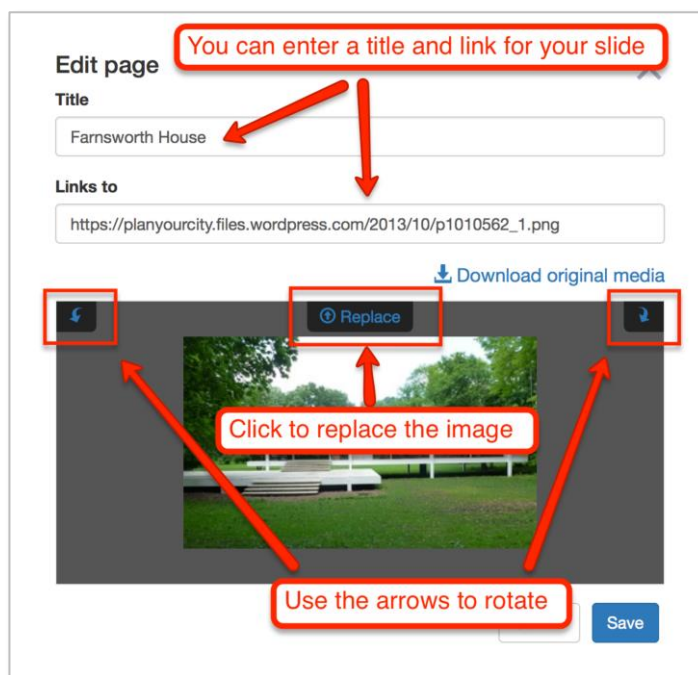 You can enter a title and link for your slide
Edit page
Title
Farnsworth House
Links to
https://planyourcity.files.wordpress.com/2013/10/p1010562_1.png
Download original media
Replace
Click to replace the image
Use the arrows to rotate
Save